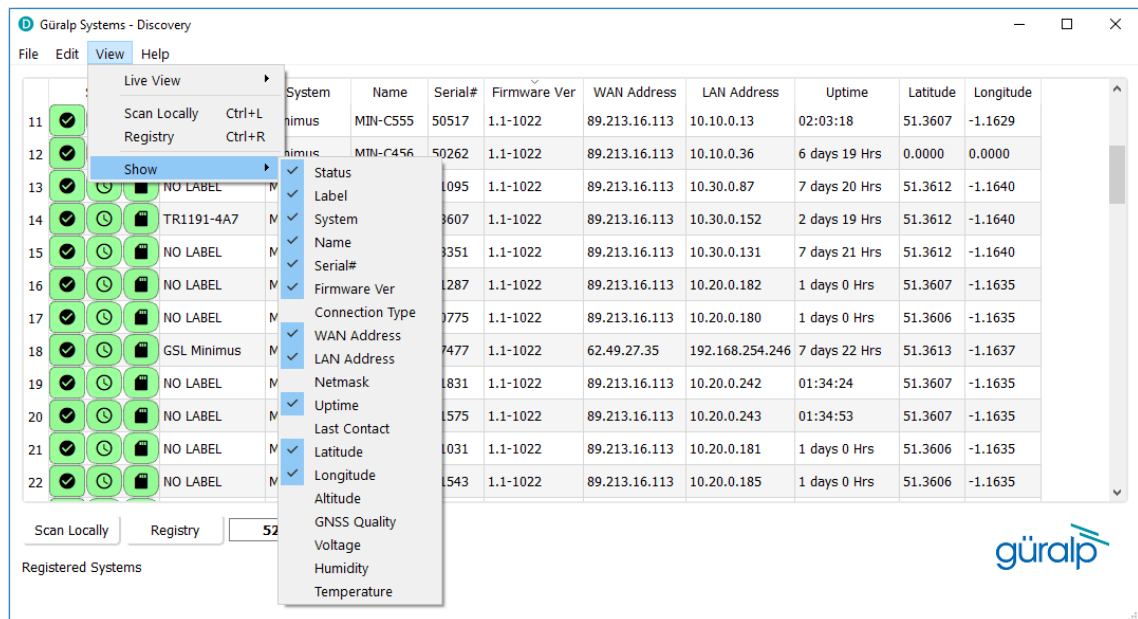 Güralp Systems - Discovery
File Edit View Help
Live View
Scan Locally Ctrl+L
Registry Ctrl+R
Show
Status
Label
System
Name
Serial#
Firmware Ver
Connection Type
WAN Address
LAN Address
Netmask
Uptime
Last Contact
Latitude
Longitude
Altitude
GNSS Quality
Voltage
Humidity
Temperature
System Name Serial# Firmware Ver WAN Address LAN Address Uptime Latitude Longitude
11 nimus MIN-C555 50517 1.1-1022 89.213.16.113 10.10.0.13 02:03:18 51.3607 -1.1629
12 nimus MIN-C456 50262 1.1-1022 89.213.16.113 10.10.0.36 6 days 19 Hrs 0.0000 0.0000
13 NO LABEL M 1095 1.1-1022 89.213.16.113 10.30.0.87 7 days 20 Hrs 51.3612 -1.1640
14 TR1191-4A7 M 3607 1.1-1022 89.213.16.113 10.30.0.152 2 days 19 Hrs 51.3612 -1.1640
15 NO LABEL M 3351 1.1-1022 89.213.16.113 10.30.0.131 7 days 21 Hrs 51.3612 -1.1640
16 NO LABEL M 1287 1.1-1022 89.213.16.113 10.20.0.182 1 days 0 Hrs 51.3606 -1.1635
17 NO LABEL M 0775 1.1-1022 89.213.16.113 10.20.0.180 1 days 0 Hrs 51.3606 -1.1635
18 GSL Minimus M 7477 1.1-1022 62.49.27.35 192.168.254.246 7 days 22 Hrs 51.3613 -1.1637
19 NO LABEL M 1831 1.1-1022 89.213.16.113 10.20.0.242 01:34:24 51.3607 -1.1635
20 NO LABEL M 1575 1.1-1022 89.213.16.113 10.20.0.243 01:34:53 51.3607 -1.1635
21 NO LABEL M 1031 1.1-1022 89.213.16.113 10.20.0.181 1 days 0 Hrs 51.3606 -1.1635
22 NO LABEL M 1543 1.1-1022 89.213.16.113 10.20.0.185 1 days 0 Hrs 51.3606 -1.1635
Scan Locally Registry 52
güralp
Registered Systems